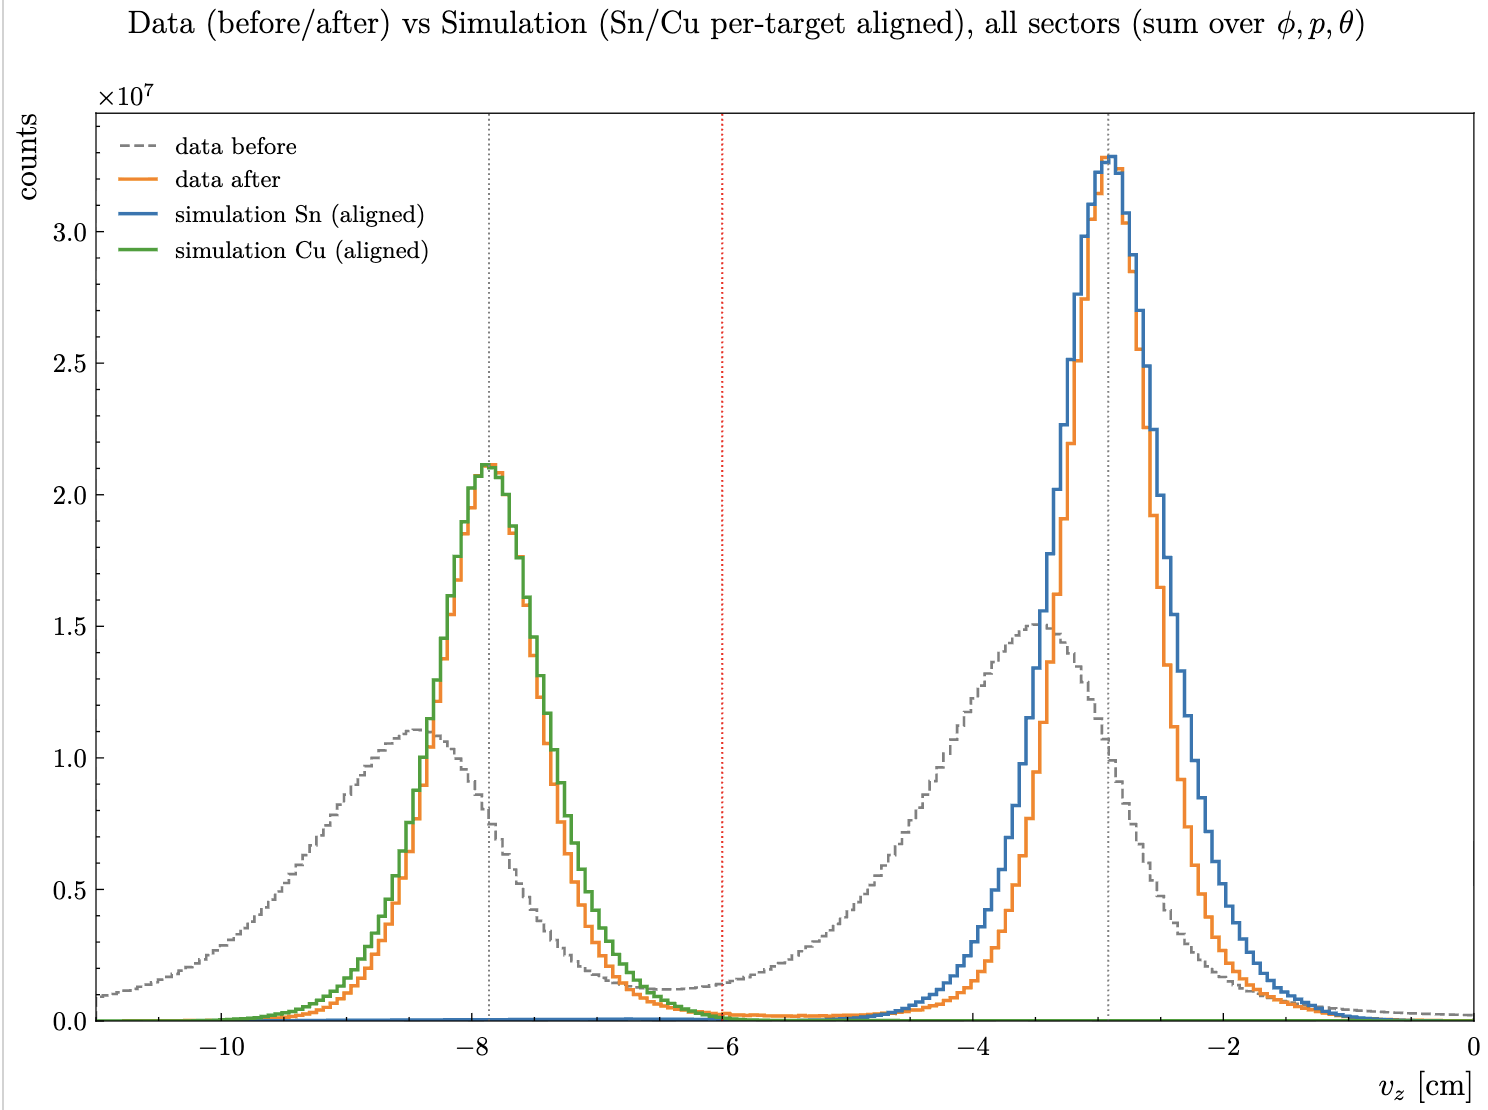 Data (before/after) vs Simulation (Sn/Cu per-target aligned), all sectors (sum over ϕ, p, θ)
×10⁷
counts
data before
data after
simulation Sn (aligned)
simulation Cu (aligned)
3.0
2.5
2.0
1.5
1.0
0.5
0.0
−10
−8
−6
−4
−2
0
v_z [cm]